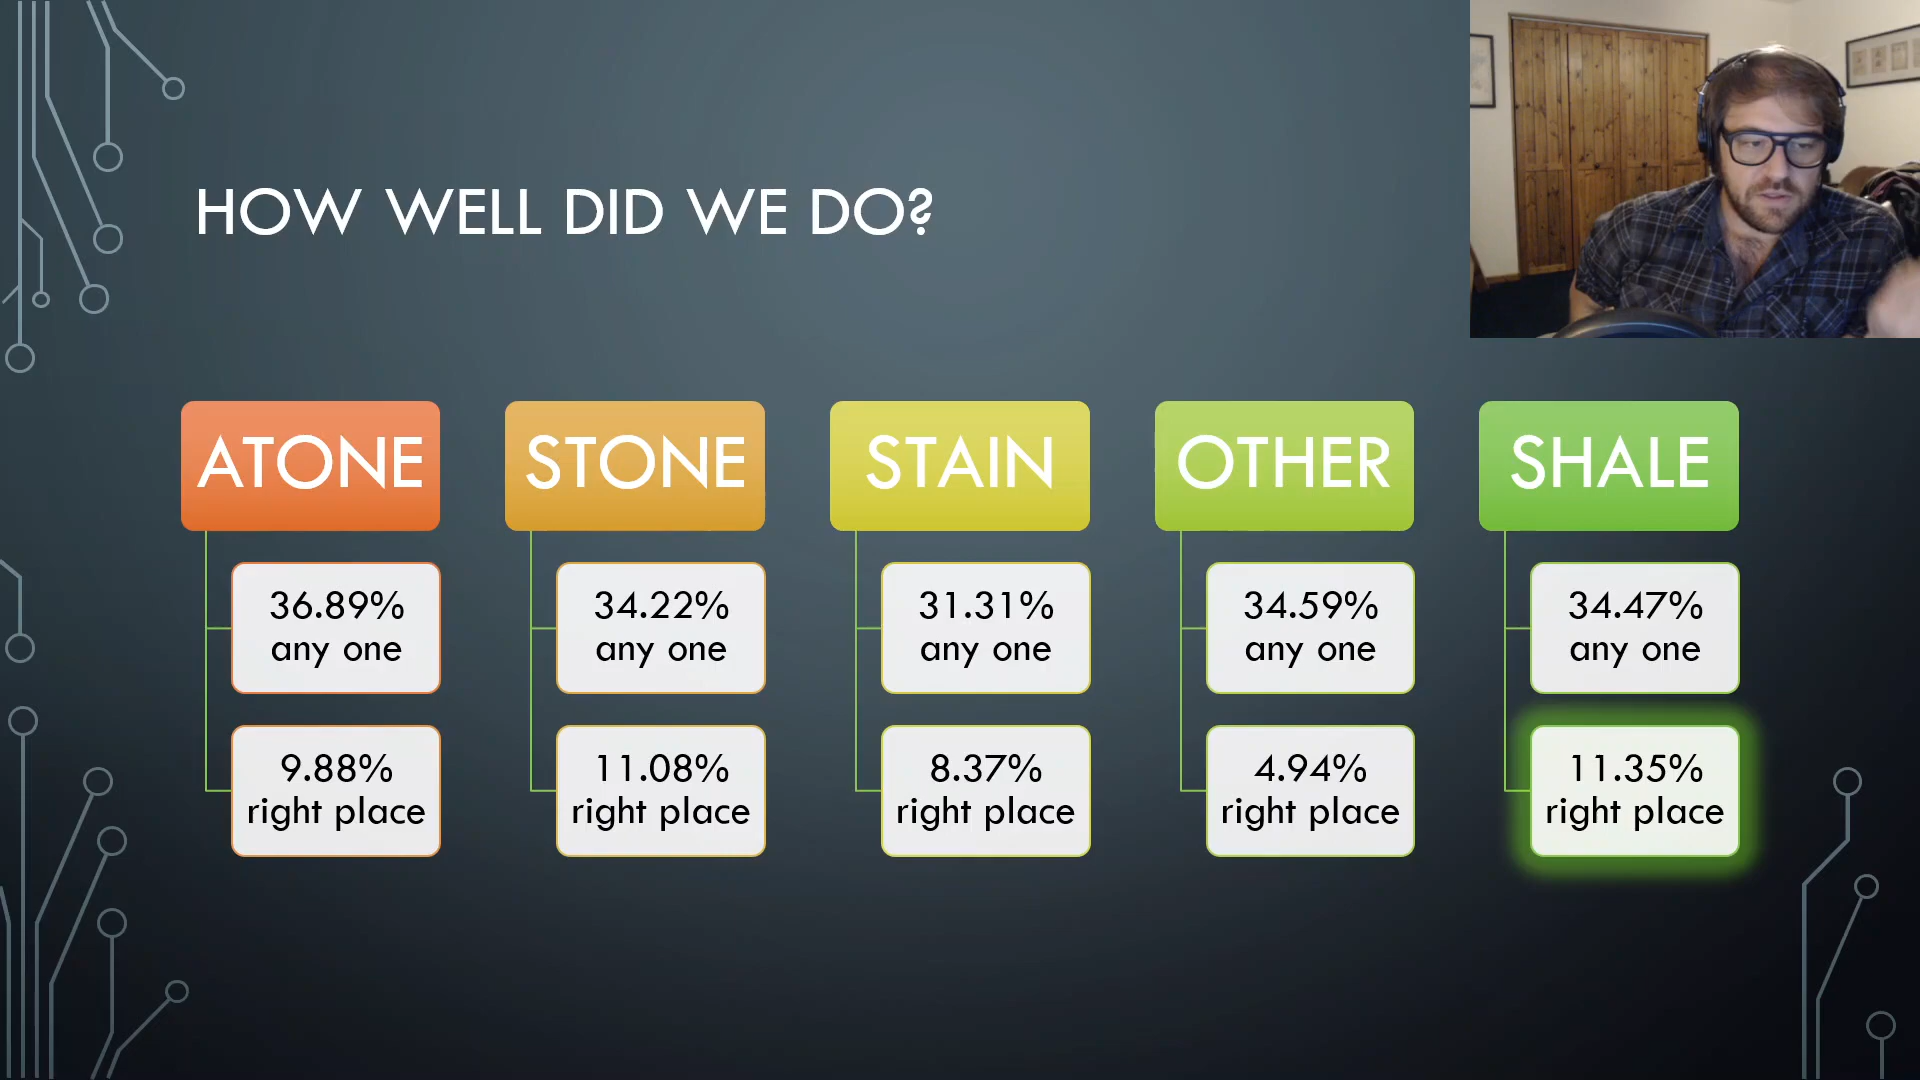 HOW WELL DID WE DO?
ATONE
36.89%
any one
9.88%
right place
STONE
34.22%
any one
11.08%
right place
STAIN
31.31%
any one
8.37%
right place
OTHER
34.59%
any one
4.94%
right place
SHALE
34.47%
any one
11.35%
right place